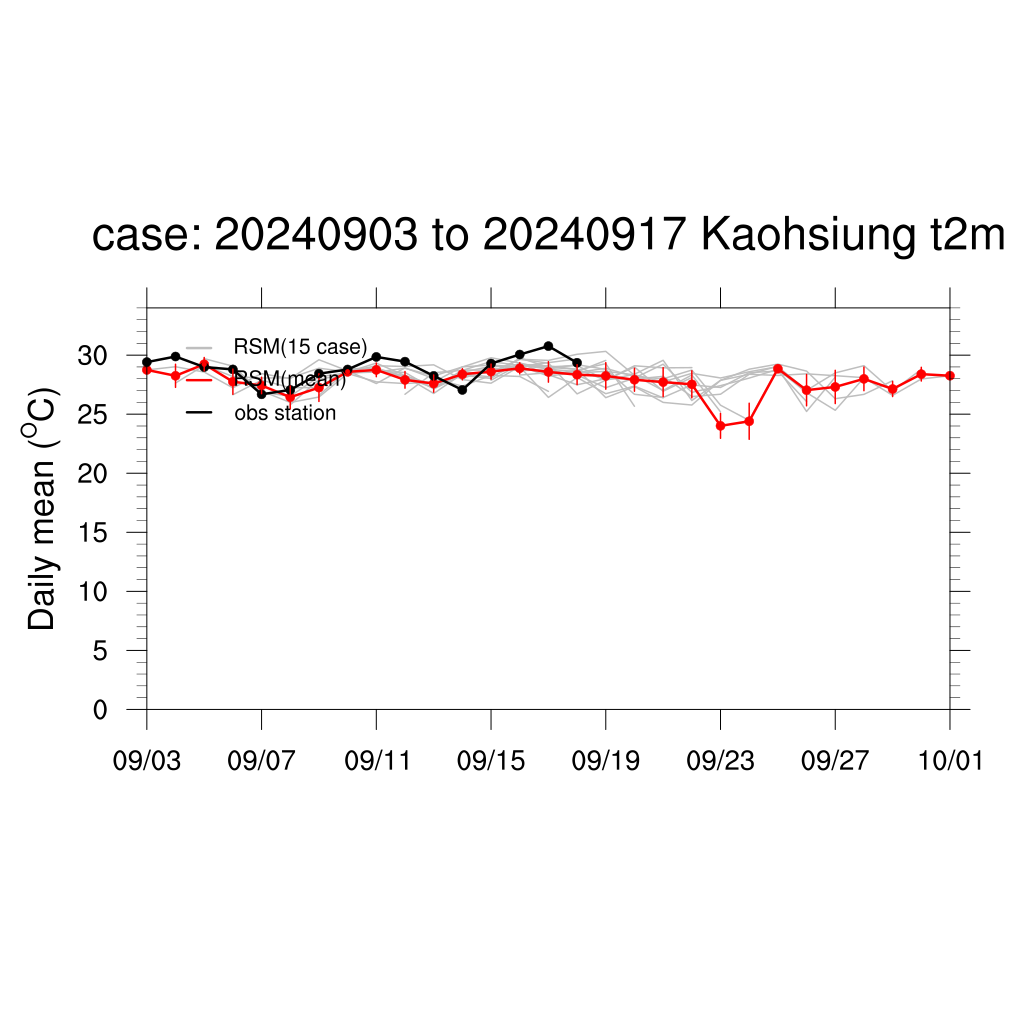 case: 20240903 to 20240917 Kaohsiung t2m
Daily mean (°C)
30
25
20
15
10
5
0
RSM(15 case)
RSM(mean)
obs station
09/03 09/07 09/11 09/15 09/19 09/23 09/27 10/01